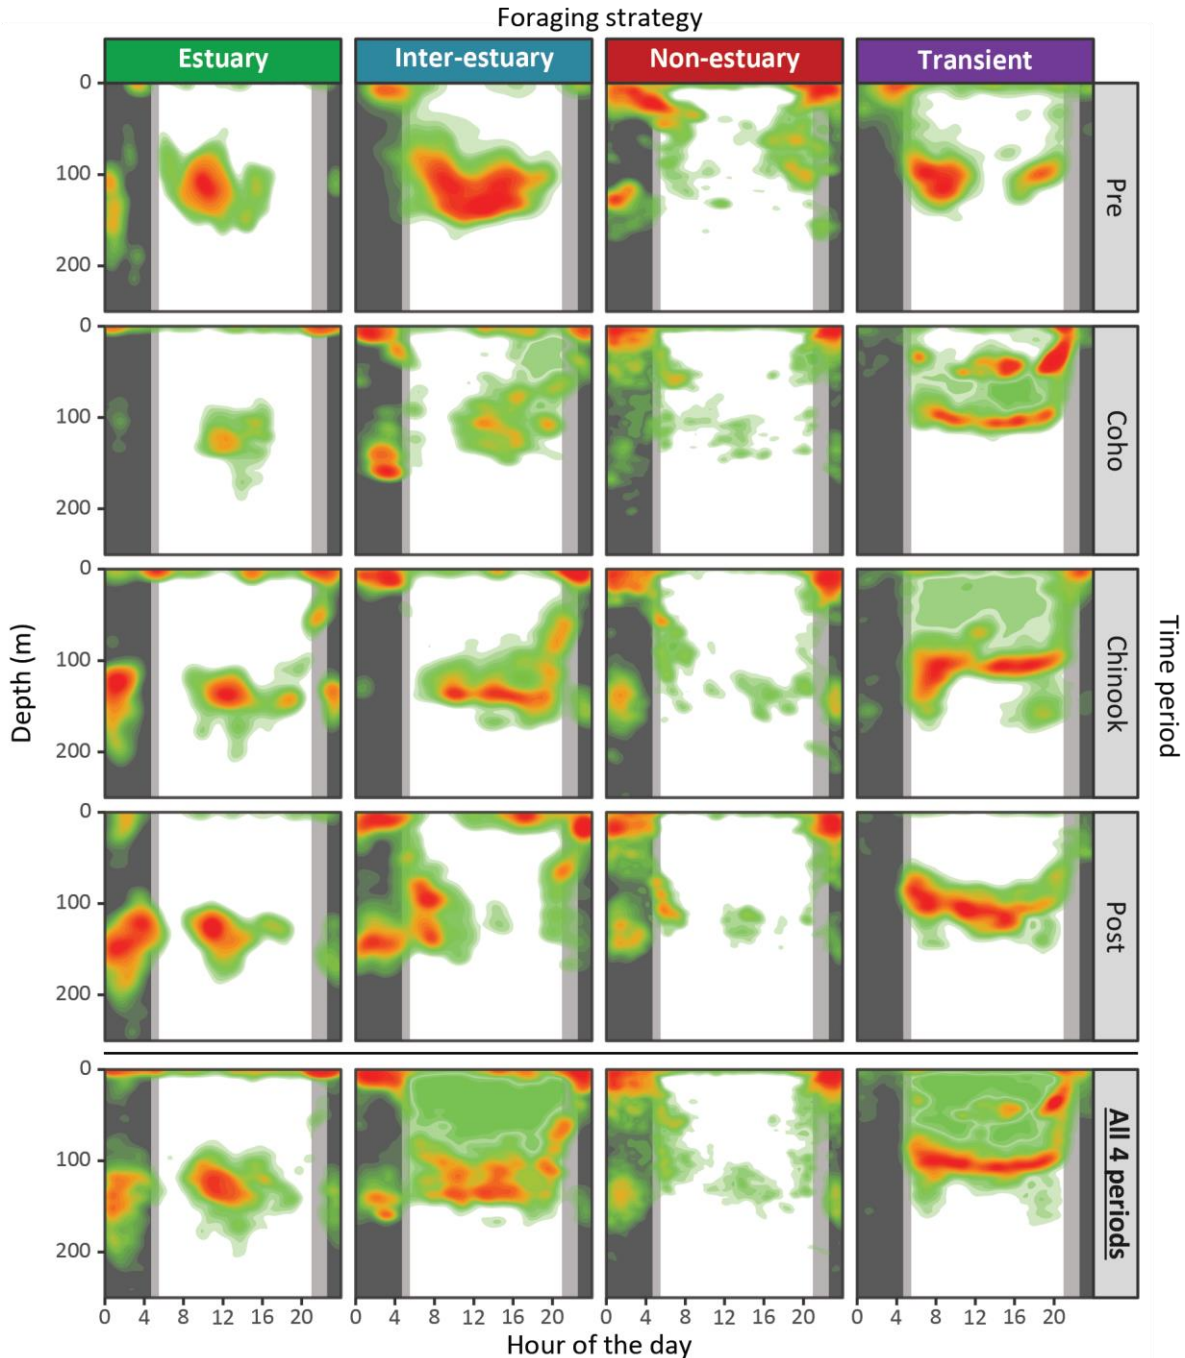 Foraging strategy
Estuary Inter-estuary Non-estuary Transient
0
100
200
Pre
0
100
200
Coho
0
100
200
Chinook
0
100
200
Post
0
100
200
All 4 periods
Depth (m)
Time period
0 4 8 12 16 20 0 4 8 12 16 20 0 4 8 12 16 20 0 4 8 12 16 20
Hour of the day